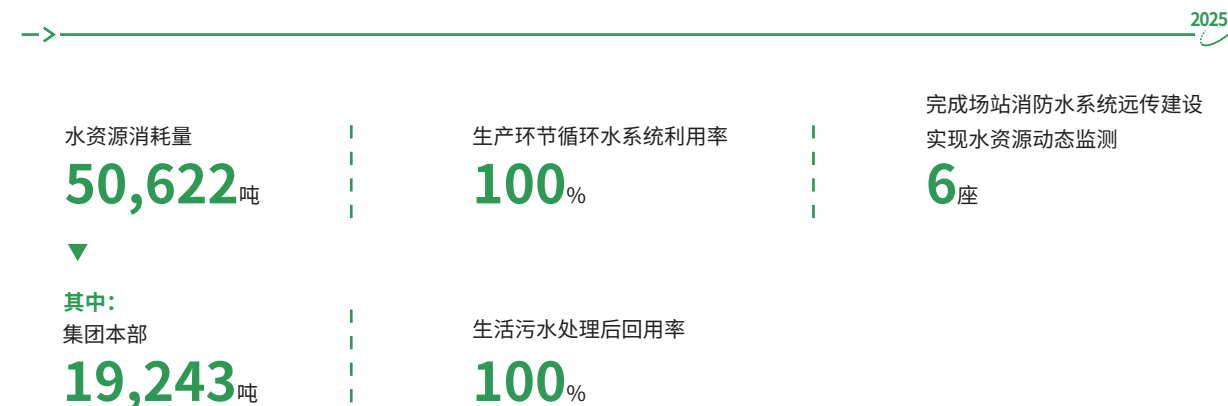 2025
水资源消耗量
50,622吨
生产环节循环水系统利用率
100%
完成场站消防水系统远传建设
实现水资源动态监测
6座
其中：
集团本部
19,243吨
生活污水处理后回用率
100%